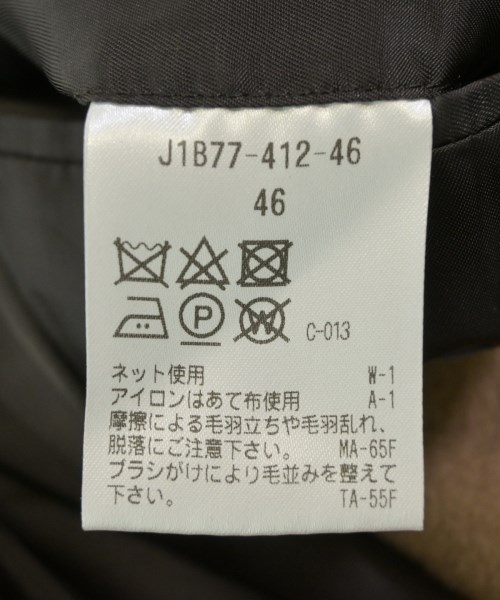 J1B77-412-46
46
P W C-013
ネット使用 W-1
アイロンはあて布使用 A-1
摩擦による毛羽立ちや毛羽乱れ、
脱落にご注意下さい。 MA-65F
ブラシがけにより毛並みを整えて
下さい。 TA-55F